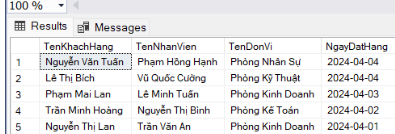 100 %
Results Messages
TenKhachHang TenNhanVien TenDonVi NgayDatHang
1 Nguyễn Văn Tuấn Phạm Hồng Hạnh Phòng Nhân Sự 2024-04-04
2 Lê Thị Bích Vũ Quốc Cường Phòng Kỹ Thuật 2024-04-04
3 Phạm Mai Lan Lê Minh Tuấn Phòng Kinh Doanh 2024-04-03
4 Trần Minh Hoàng Nguyễn Thị Bình Phòng Kế Toán 2024-04-02
5 Nguyễn Thị Lan Trần Văn An Phòng Kinh Doanh 2024-04-01